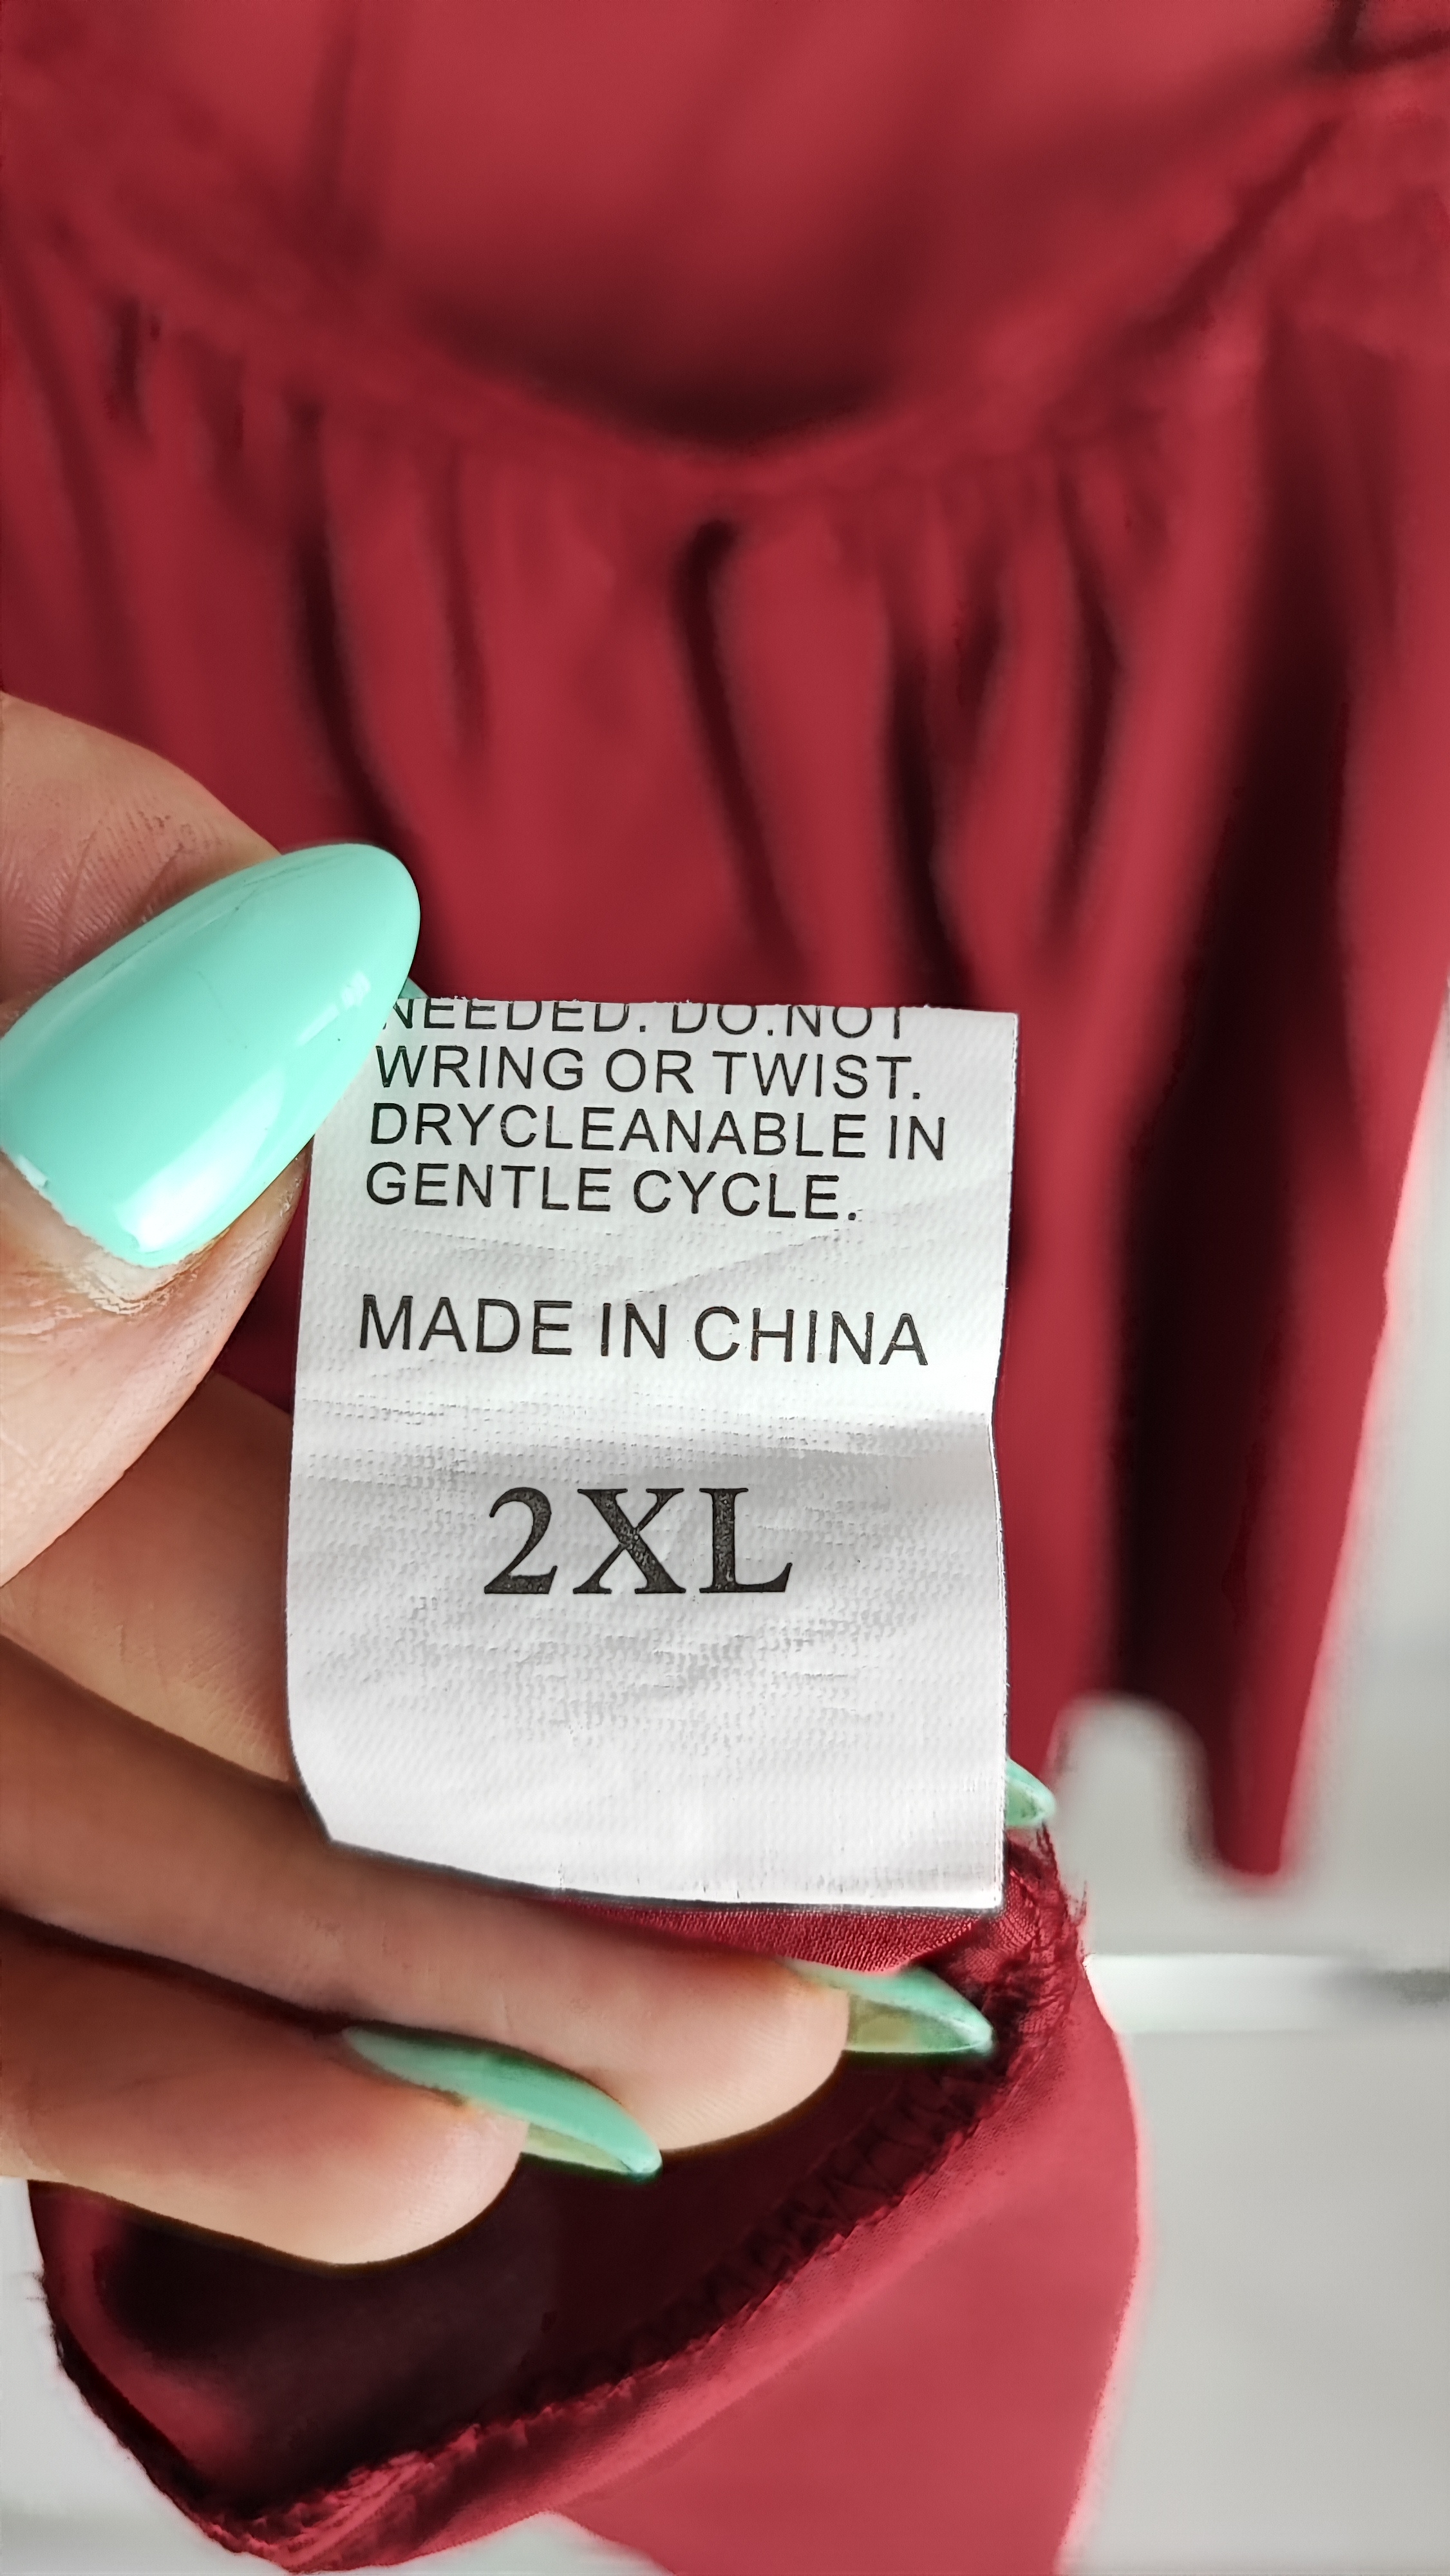 NEEDED. DO.NOT
WRING OR TWIST.
DRYCLEANABLE IN
GENTLE CYCLE.
MADE IN CHINA
2XL